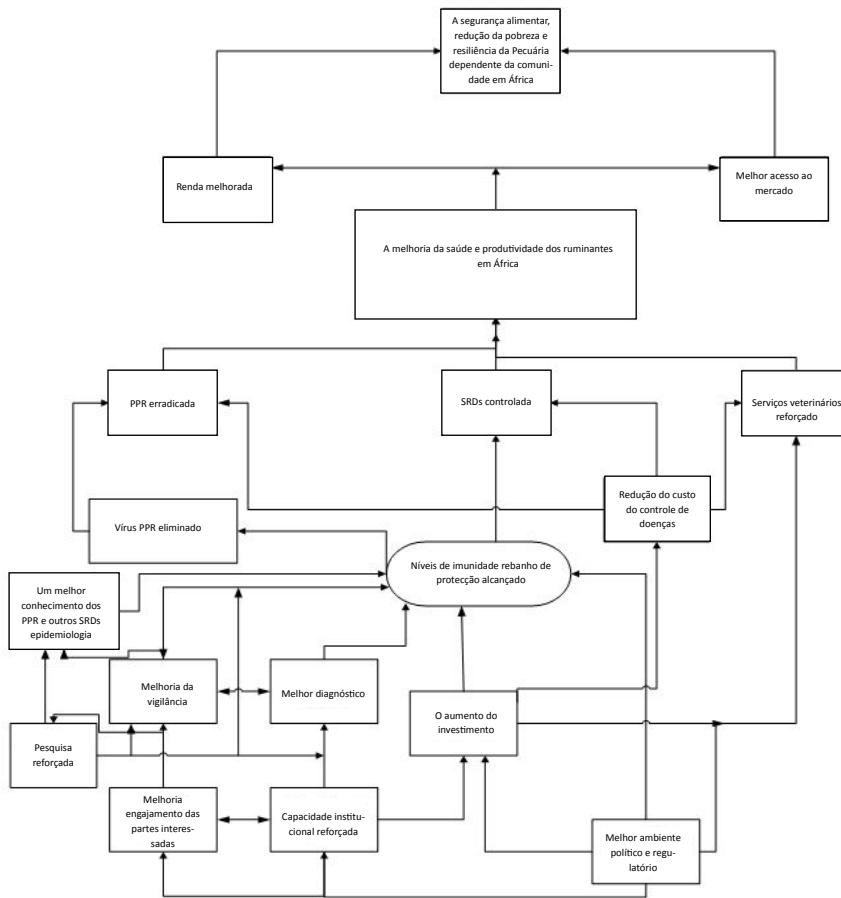 A segurança alimentar,
redução da pobreza e
resiliência da Pecuária
dependente da comuni-
dade em África
Renda melhorada
Melhor acesso ao
mercado
A melhoria da saúde e produtividade dos ruminantes
em África
PPR erradicada
SRDs controlada
Serviços veterinários
reforçado
Redução do custo
do controle de
doenças
Vírus PPR eliminado
Níveis de imunidade rebanho de
protecção alcançado
Um melhor
conhecimento dos
PPR e outros SRDs
epidemiologia
Melhoria da
vigilância
Melhor diagnóstico
O aumento do
investimento
Pesquisa
reforçada
Melhoria
engajamento das
partes interes-
sadas
Capacidade institu-
cional reforçada
Melhor ambiente
político e regu-
latório